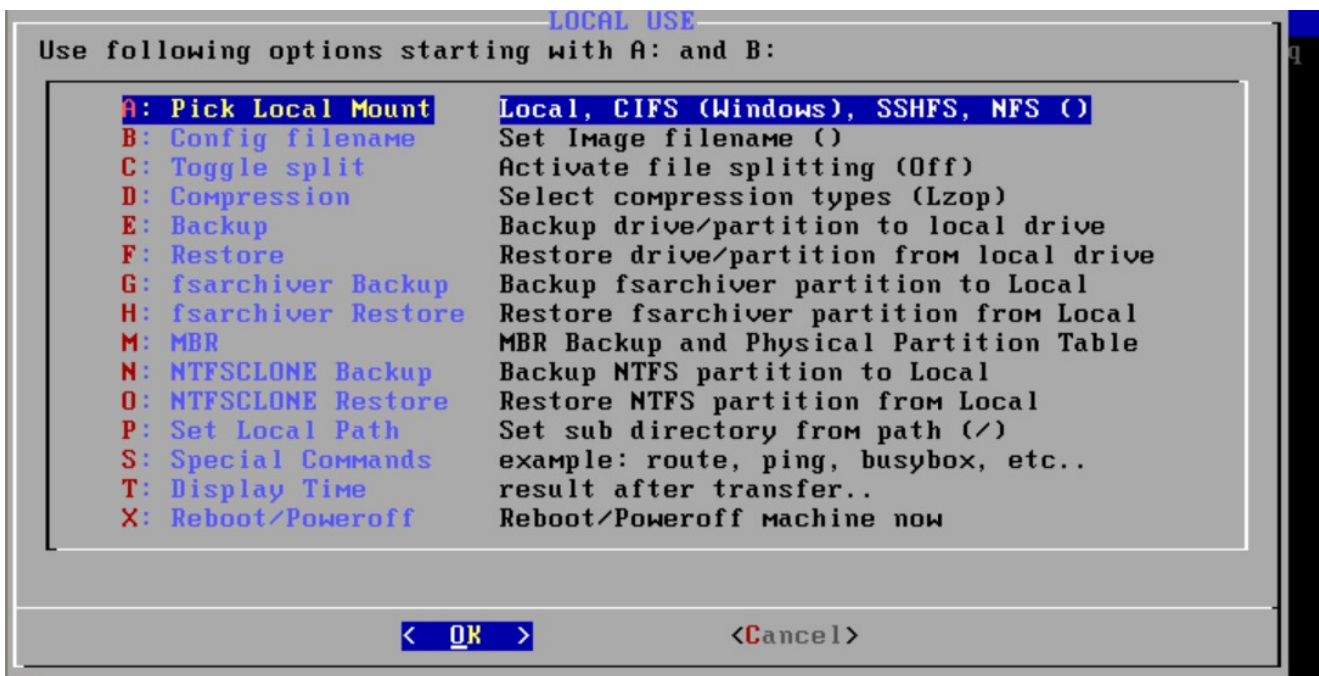 LOCAL USE
Use following options starting with A: and B:
q
A: Pick Local Mount Local, CIFS (Windows), SSHFS, NFS ()
B: Config filename Set Image filename ()
C: Toggle split Activate file splitting (Off)
D: Compression Select compression types (Lzop)
E: Backup Backup drive/partition to local drive
F: Restore Restore drive/partition from local drive
G: fsarchiver Backup Backup fsarchiver partition to Local
H: fsarchiver Restore Restore fsarchiver partition from Local
M: MBR MBR Backup and Physical Partition Table
N: NTFSCLONE Backup Backup NTFS partition to Local
O: NTFSCLONE Restore Restore NTFS partition from Local
P: Set Local Path Set sub directory from path (/)
S: Special Commands example: route, ping, busybox, etc..
T: Display Time result after transfer..
X: Reboot/Poweroff Reboot/Poweroff machine now
< OK > <Cancel>